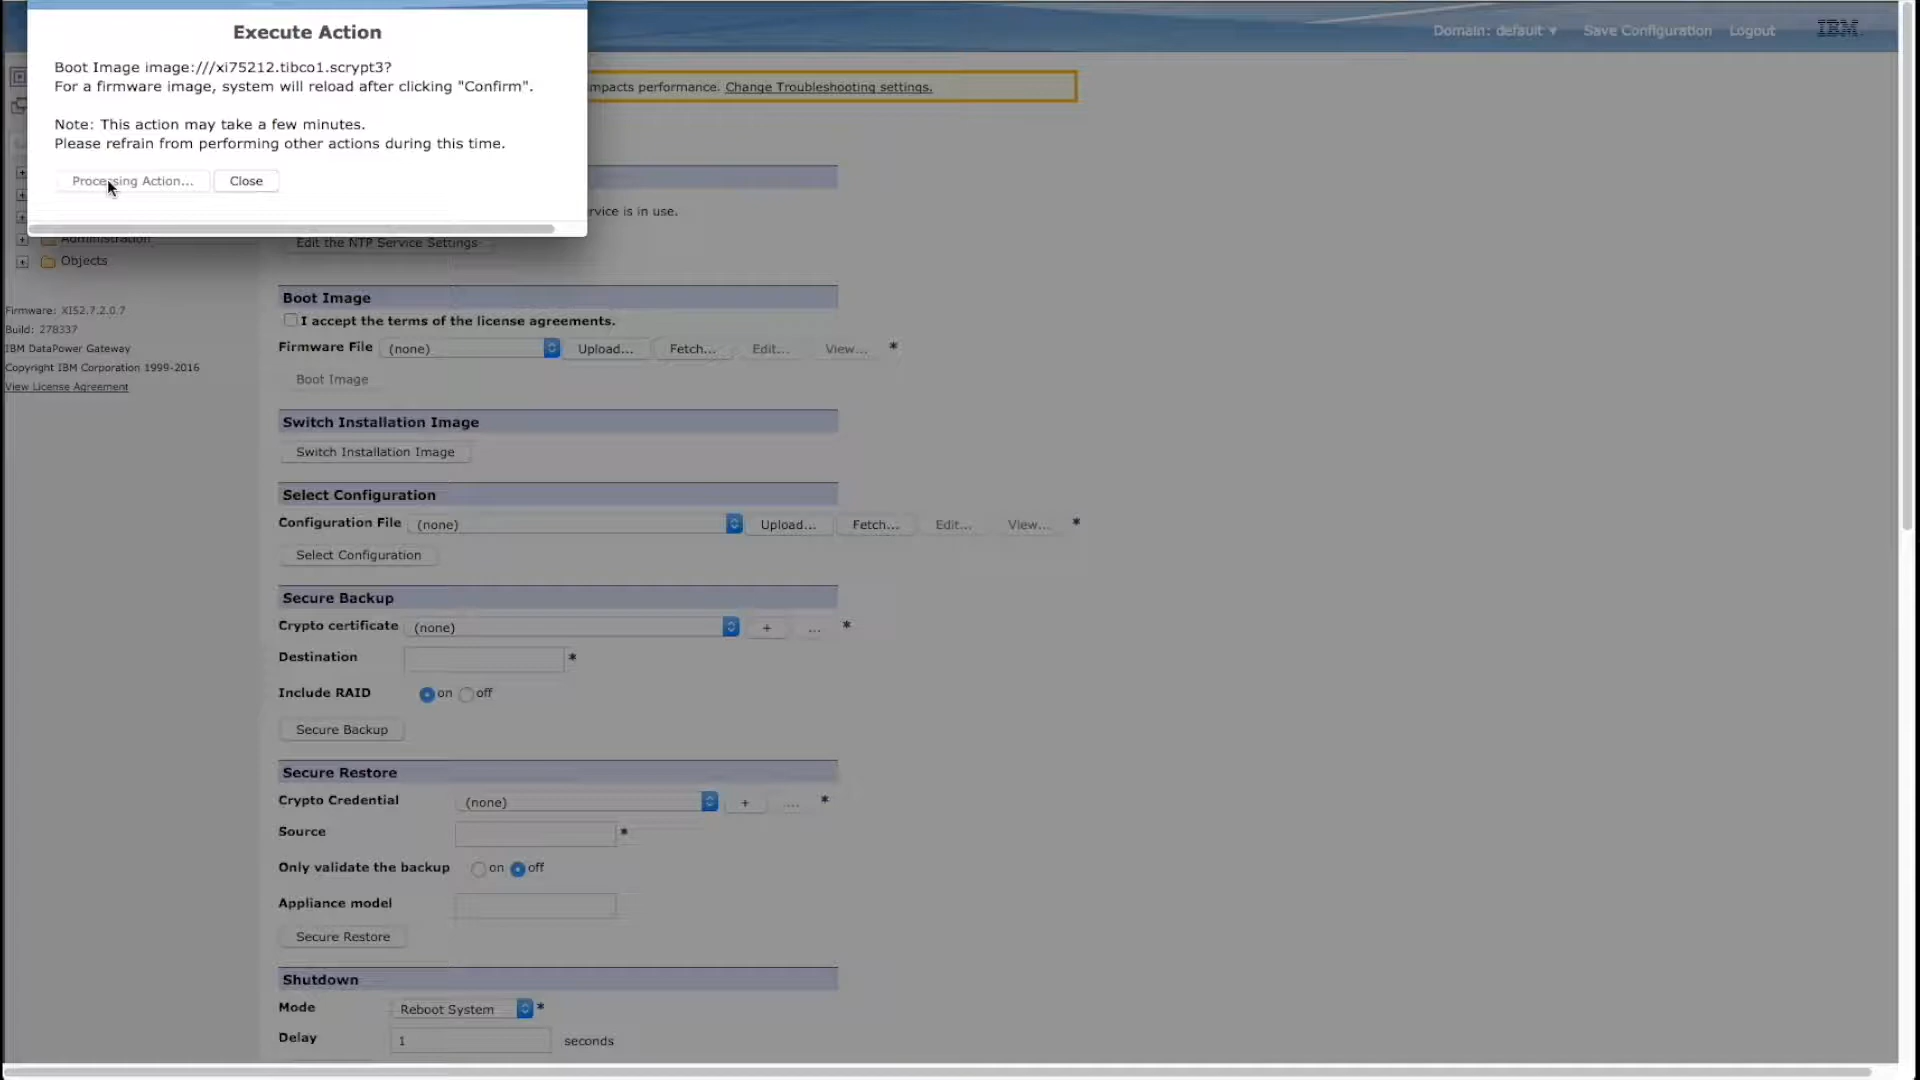 Execute Action
Boot Image image:///xi75212.tibco1.scrypt3?
For a firmware image, system will reload after clicking "Confirm".
Note: This action may take a few minutes.
Please refrain from performing other actions during this time.
Processing Action... Close
Domain: default Save Configuration Logout IBM
mpacts performance. Change Troubleshooting settings.
rvice is in use.
Edit the NTP Service Settings
Administration
Objects
Firmware: XI52.7.2.0.7
Build: 278337
IBM DataPower Gateway
Copyright IBM Corporation 1999-2016
View License Agreement
Boot Image
I accept the terms of the license agreements.
Firmware File (none) Upload... Fetch... Edit... View... *
Boot Image
Switch Installation Image
Switch Installation Image
Select Configuration
Configuration File (none) Upload... Fetch... Edit... View... *
Select Configuration
Secure Backup
Crypto certificate (none) + ... *
Destination *
Include RAID on off
Secure Backup
Secure Restore
Crypto Credential (none) + .... *
Source *
Only validate the backup on off
Appliance model
Secure Restore
Shutdown
Mode Reboot System *
Delay 1 seconds